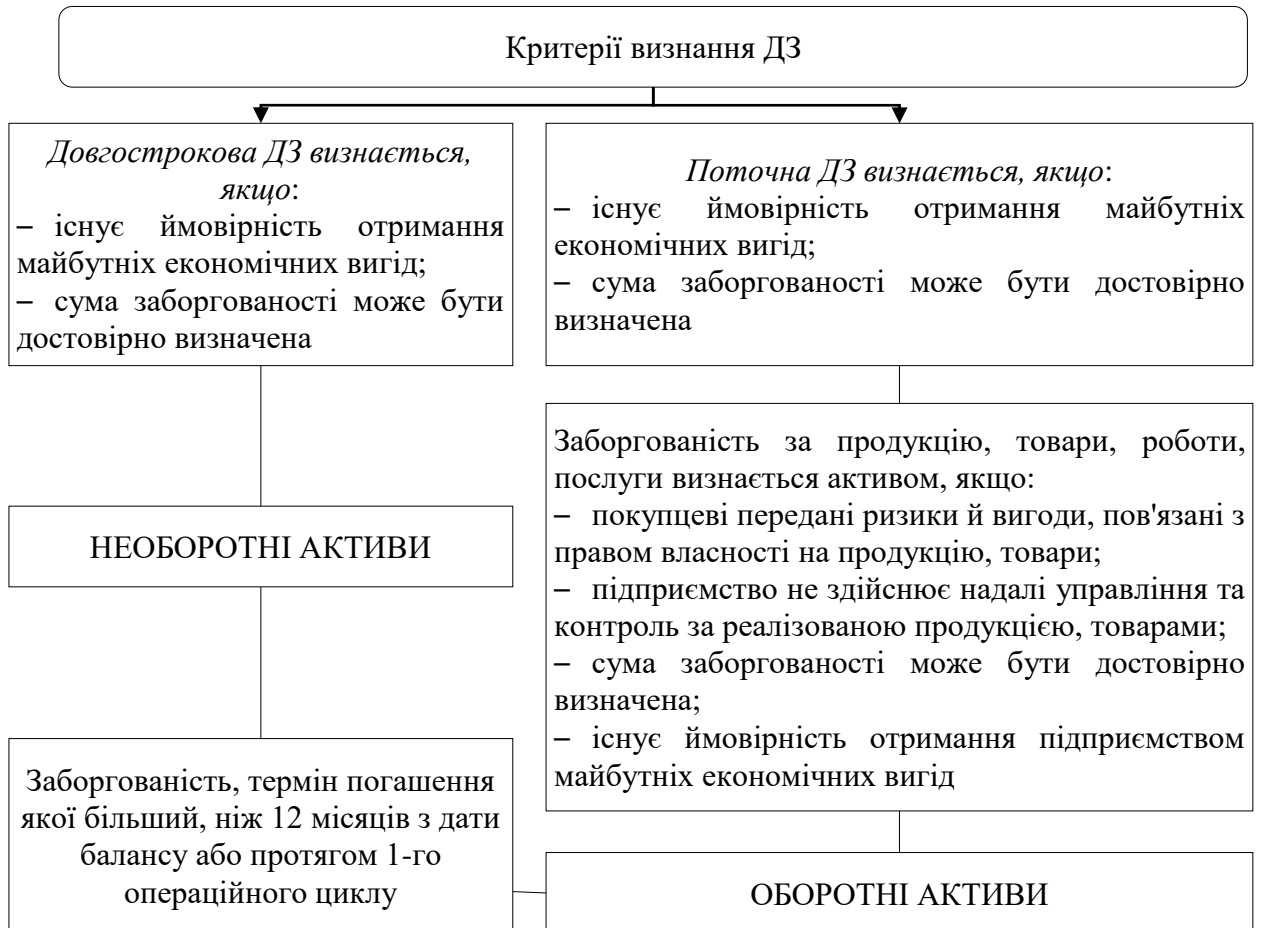 Критерії визнання ДЗ
Довгострокова ДЗ визнається,
якщо:
– існує ймовірність отримання
майбутніх економічних вигід;
– сума заборгованості може бути
достовірно визначена
Поточна ДЗ визнається, якщо:
– існує ймовірність отримання майбутніх
економічних вигід;
– сума заборгованості може бути достовірно
визначена
НЕОБОРОТНІ АКТИВИ
Заборгованість за продукцію, товари, роботи,
послуги визнається активом, якщо:
– покупцеві передані ризики й вигоди, пов'язані з
правом власності на продукцію, товари;
– підприємство не здійснює надалі управління та
контроль за реалізованою продукцією, товарами;
– сума заборгованості може бути достовірно
визначена;
– існує ймовірність отримання підприємством
майбутніх економічних вигід
Заборгованість, термін погашення
якої більший, ніж 12 місяців з дати
балансу або протягом 1-го
операційного циклу
ОБОРОТНІ АКТИВИ